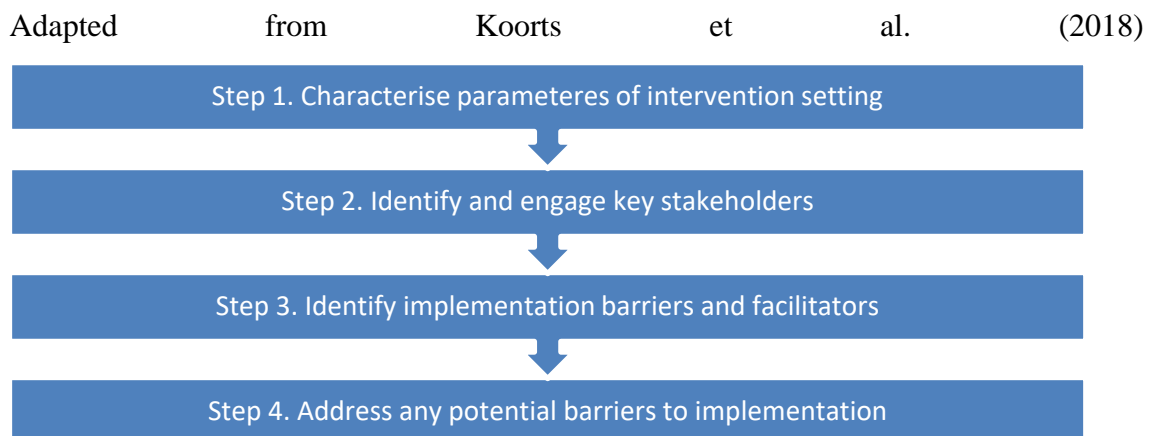 Adapted from Koorts et al. (2018)
Step 1. Characterise parameteres of intervention setting
Step 2. Identify and engage key stakeholders
Step 3. Identify implementation barriers and facilitators
Step 4. Address any potential barriers to implementation